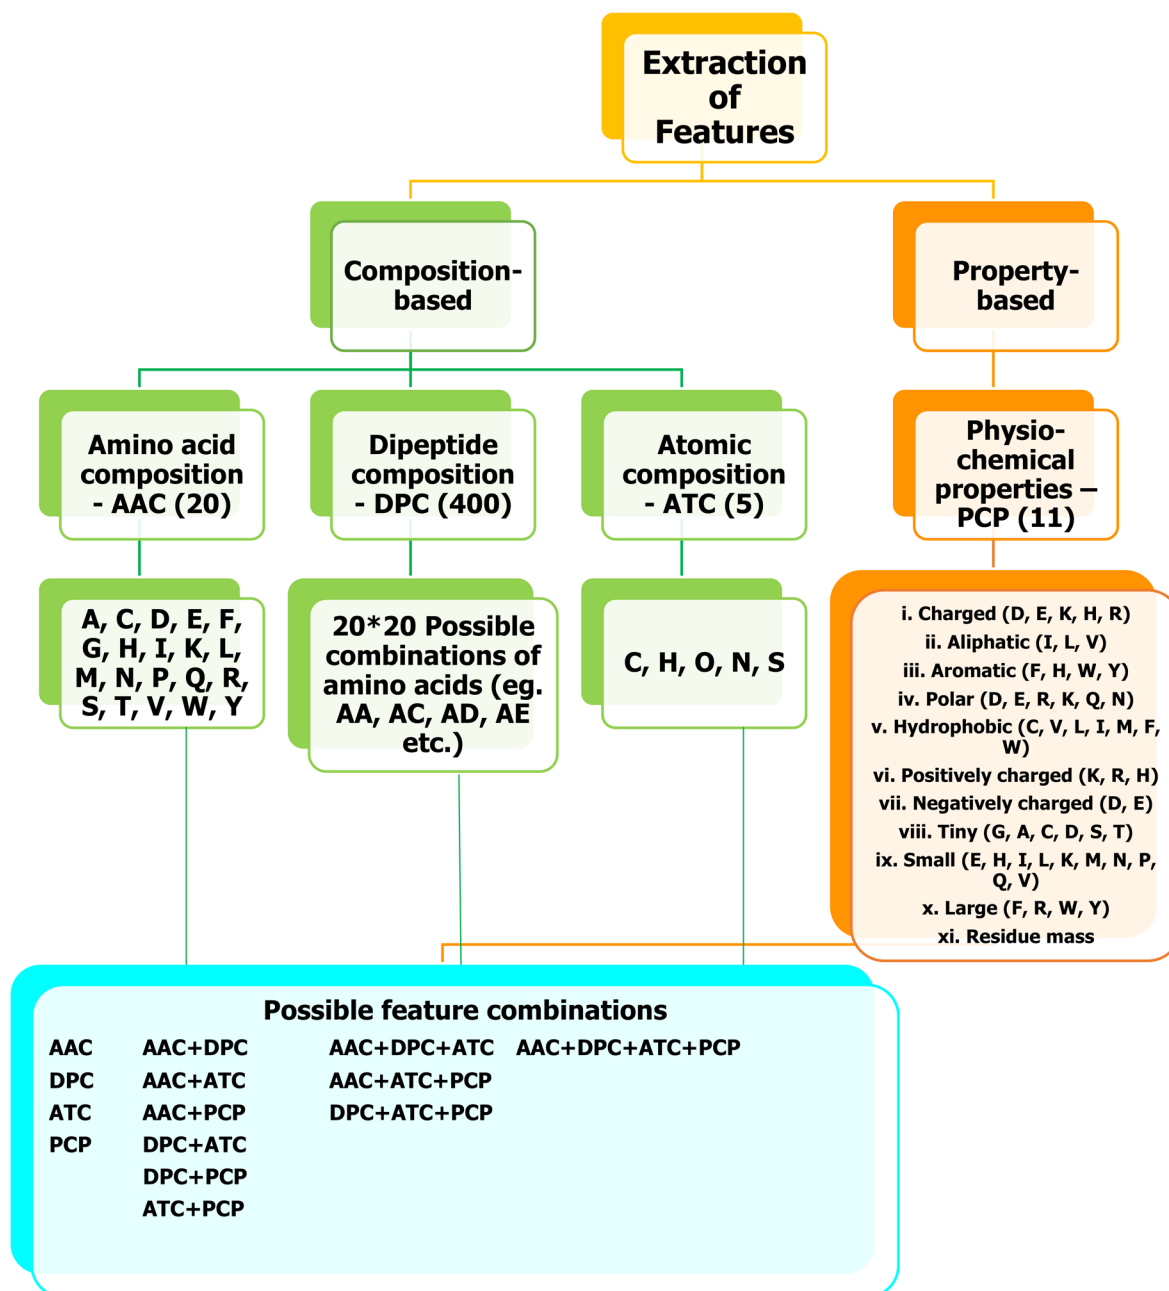 Extraction
of
Features
Composition-
based
Property-
based
Amino acid
composition
- AAC (20)
Dipeptide
composition
- DPC (400)
Atomic
composition
- ATC (5)
Physio-
chemical
properties –
PCP (11)
A, C, D, E, F,
G, H, I, K, L,
M, N, P, Q, R,
S, T, V, W, Y
20*20 Possible
combinations of
amino acids (eg.
AA, AC, AD, AE
etc.)
C, H, O, N, S
i. Charged (D, E, K, H, R)
ii. Aliphatic (I, L, V)
iii. Aromatic (F, H, W, Y)
iv. Polar (D, E, R, K, Q, N)
v. Hydrophobic (C, V, L, I, M, F,
W)
vi. Positively charged (K, R, H)
vii. Negatively charged (D, E)
viii. Tiny (G, A, C, D, S, T)
ix. Small (E, H, I, L, K, M, N, P,
Q, V)
x. Large (F, R, W, Y)
xi. Residue mass
Possible feature combinations
AAC AAC+DPC AAC+DPC+ATC AAC+DPC+ATC+PCP
DPC AAC+ATC AAC+ATC+PCP
ATC AAC+PCP DPC+ATC+PCP
PCP DPC+ATC
DPC+PCP
ATC+PCP